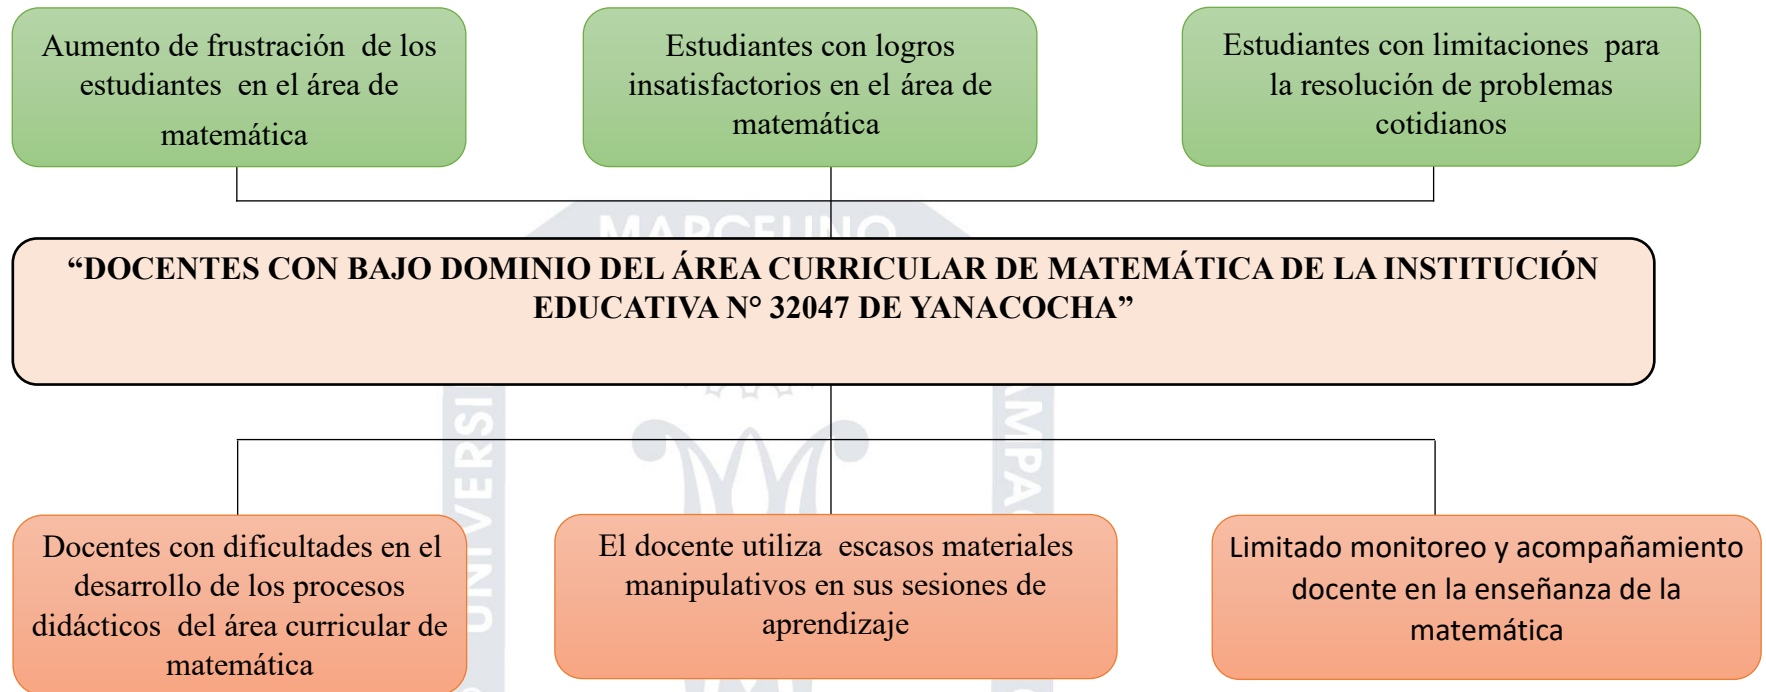 Aumento de frustración de los
estudiantes en el área de
matemática
Estudiantes con logros
insatisfactorios en el área de
matemática
Estudiantes con limitaciones para
la resolución de problemas
cotidianos
MARCELINO
“DOCENTES CON BAJO DOMINIO DEL ÁREA CURRICULAR DE MATEMÁTICA DE LA INSTITUCIÓN
EDUCATIVA N° 32047 DE YANACOCHA”
UNIVERSI
AMPA
Docentes con dificultades en el
desarrollo de los procesos
didácticos del área curricular de
matemática
El docente utiliza escasos materiales
manipulativos en sus sesiones de
aprendizaje
Limitado monitoreo y acompañamiento
docente en la enseñanza de la
matemática